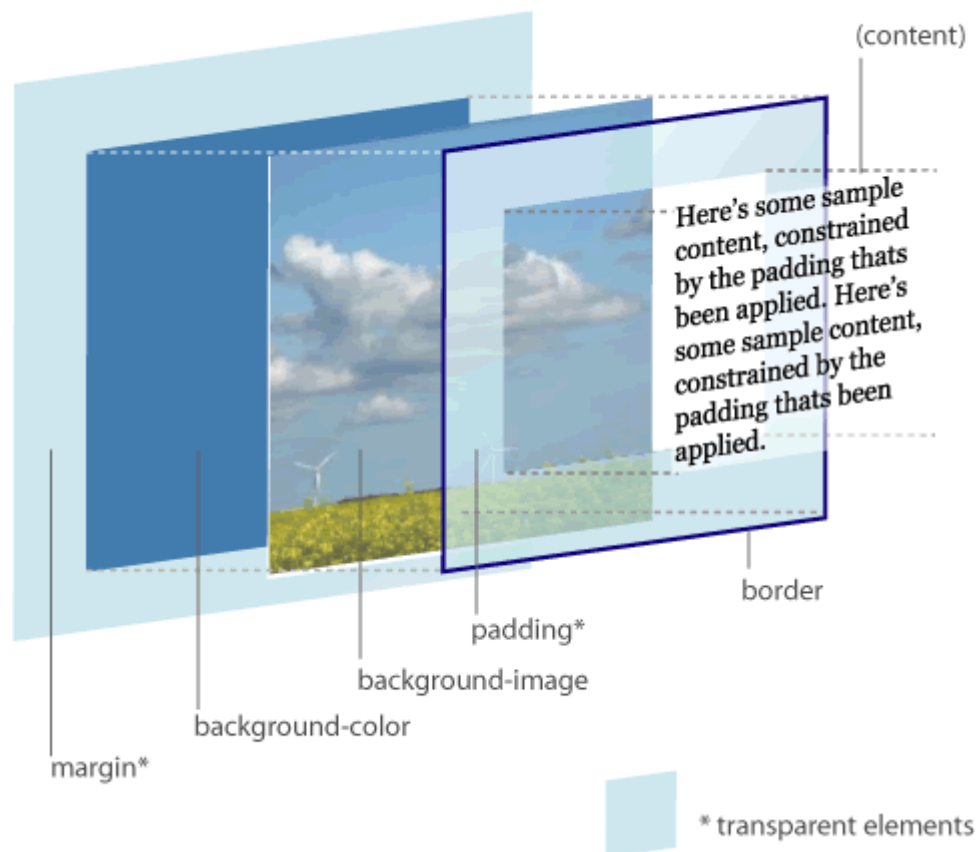 (content)
Here's some sample
content, constrained
by the padding thats
been applied. Here's
some sample content,
constrained by the
padding thats been
applied.
border
padding*
background-image
background-color
margin*
* transparent elements